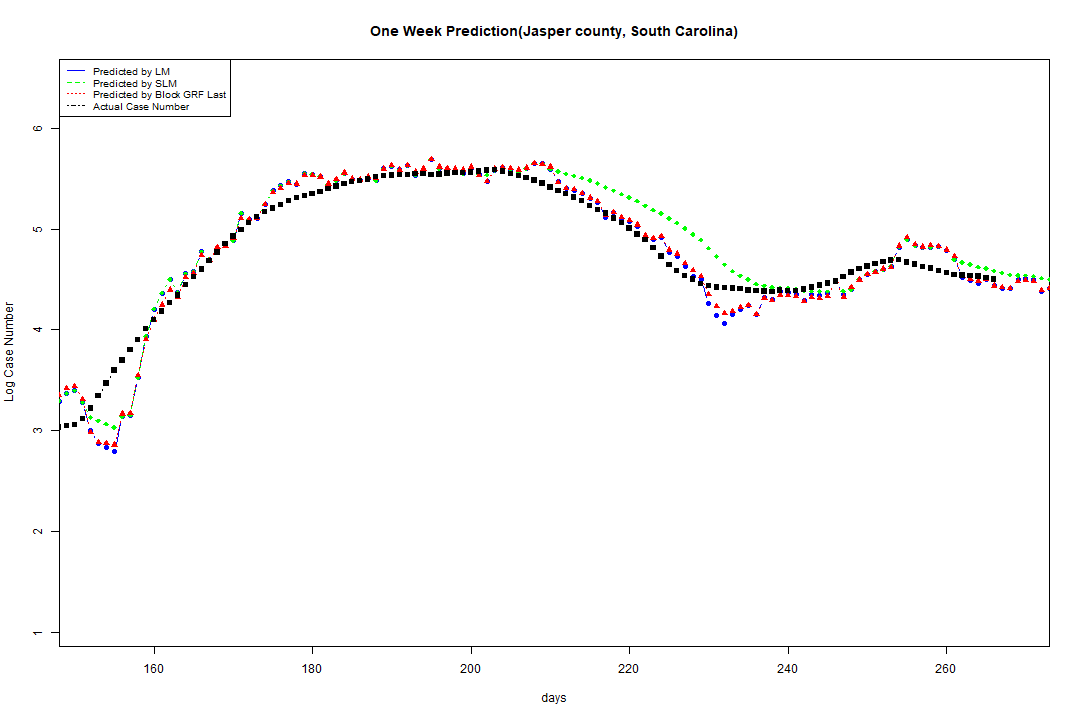 One Week Prediction(Jasper county, South Carolina)
Predicted by LM
Predicted by SLM
Predicted by Block GRF Last
Actual Case Number
6
5
4
3
2
1
Log Case Number
160 180 200 220 240 260
days